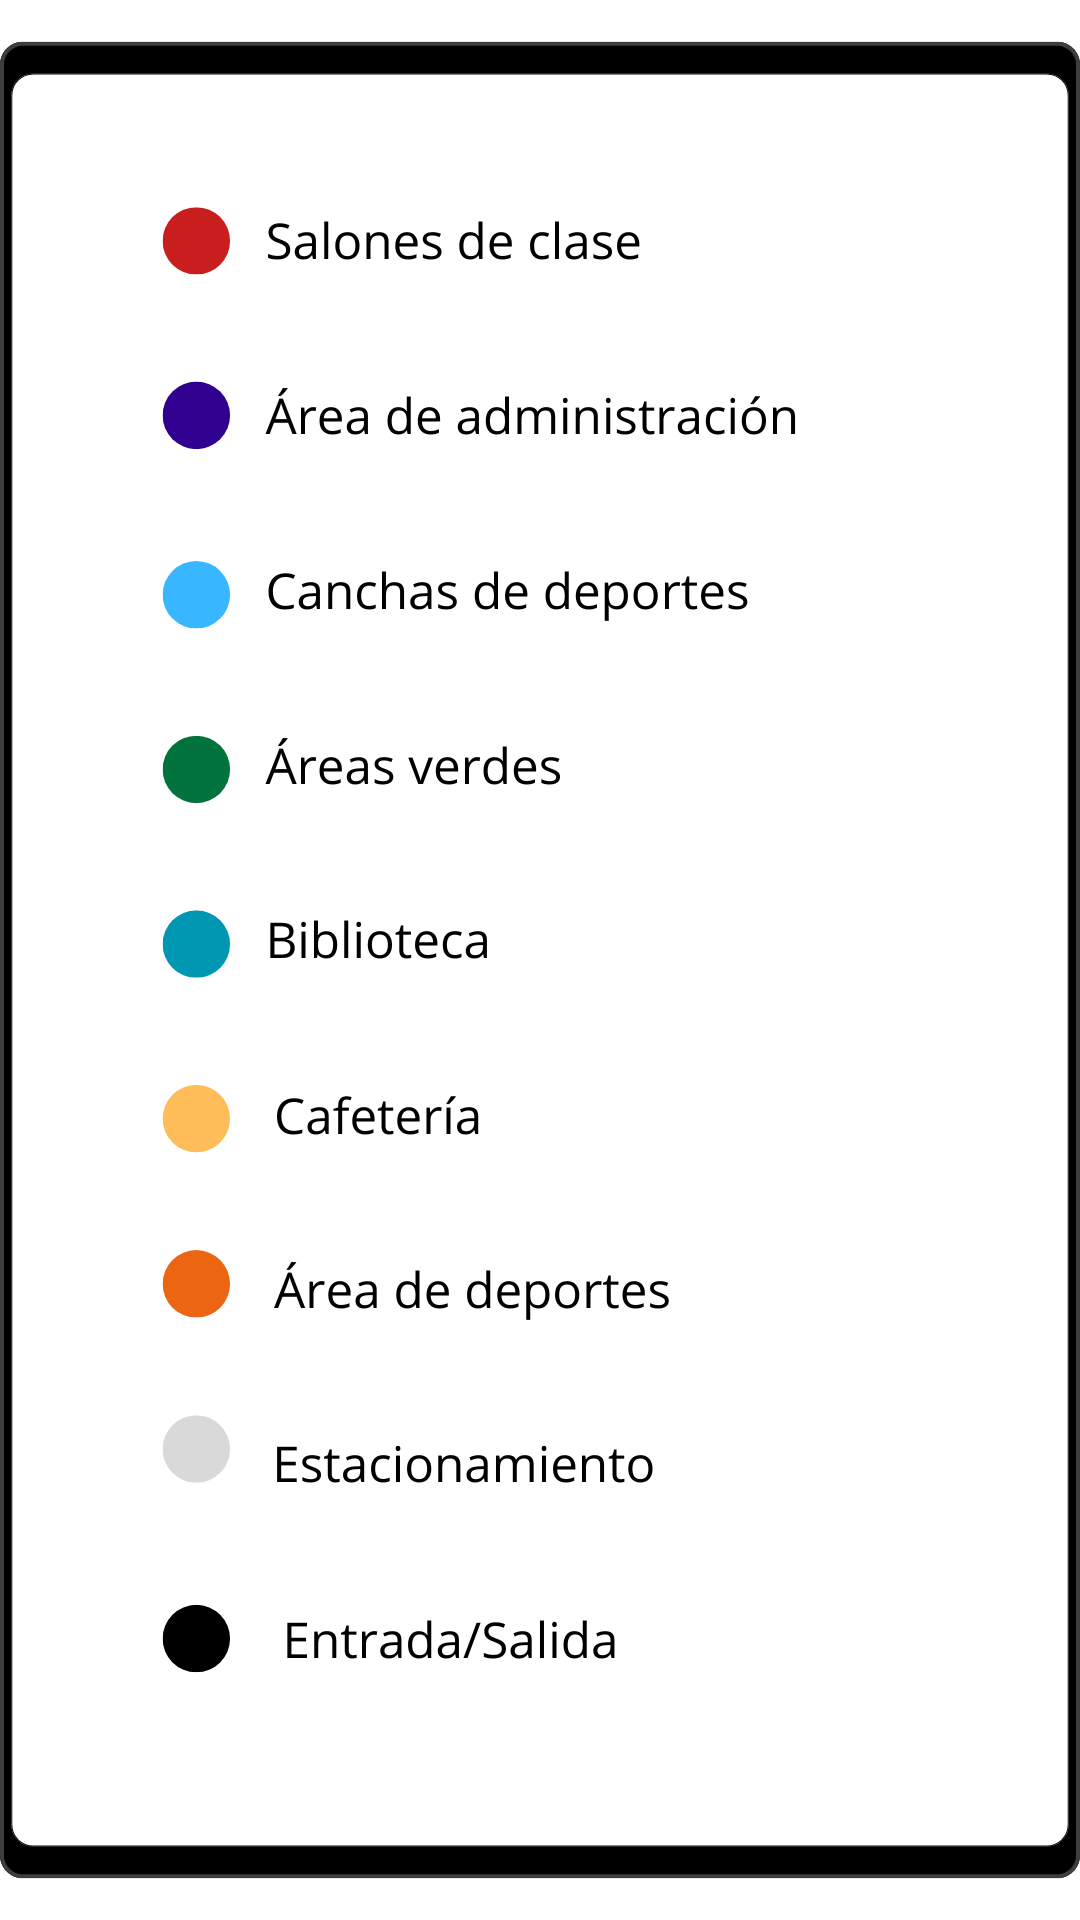 Salones de clase
Área de administración
Canchas de deportes
Áreas verdes
Biblioteca
Cafetería
Área de deportes
Estacionamiento
Entrada/Salida